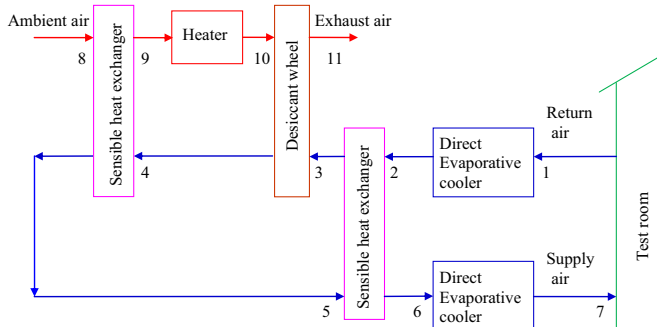 Ambient air
Exhaust air
Heater
8
9
10
11
Sensible heat exchanger
Desiccant wheel
Return
air
Direct
Evaporative
cooler
4
3
2
1
Sensible heat exchanger
Test room
Supply
air
Direct
Evaporative
cooler
5
6
7